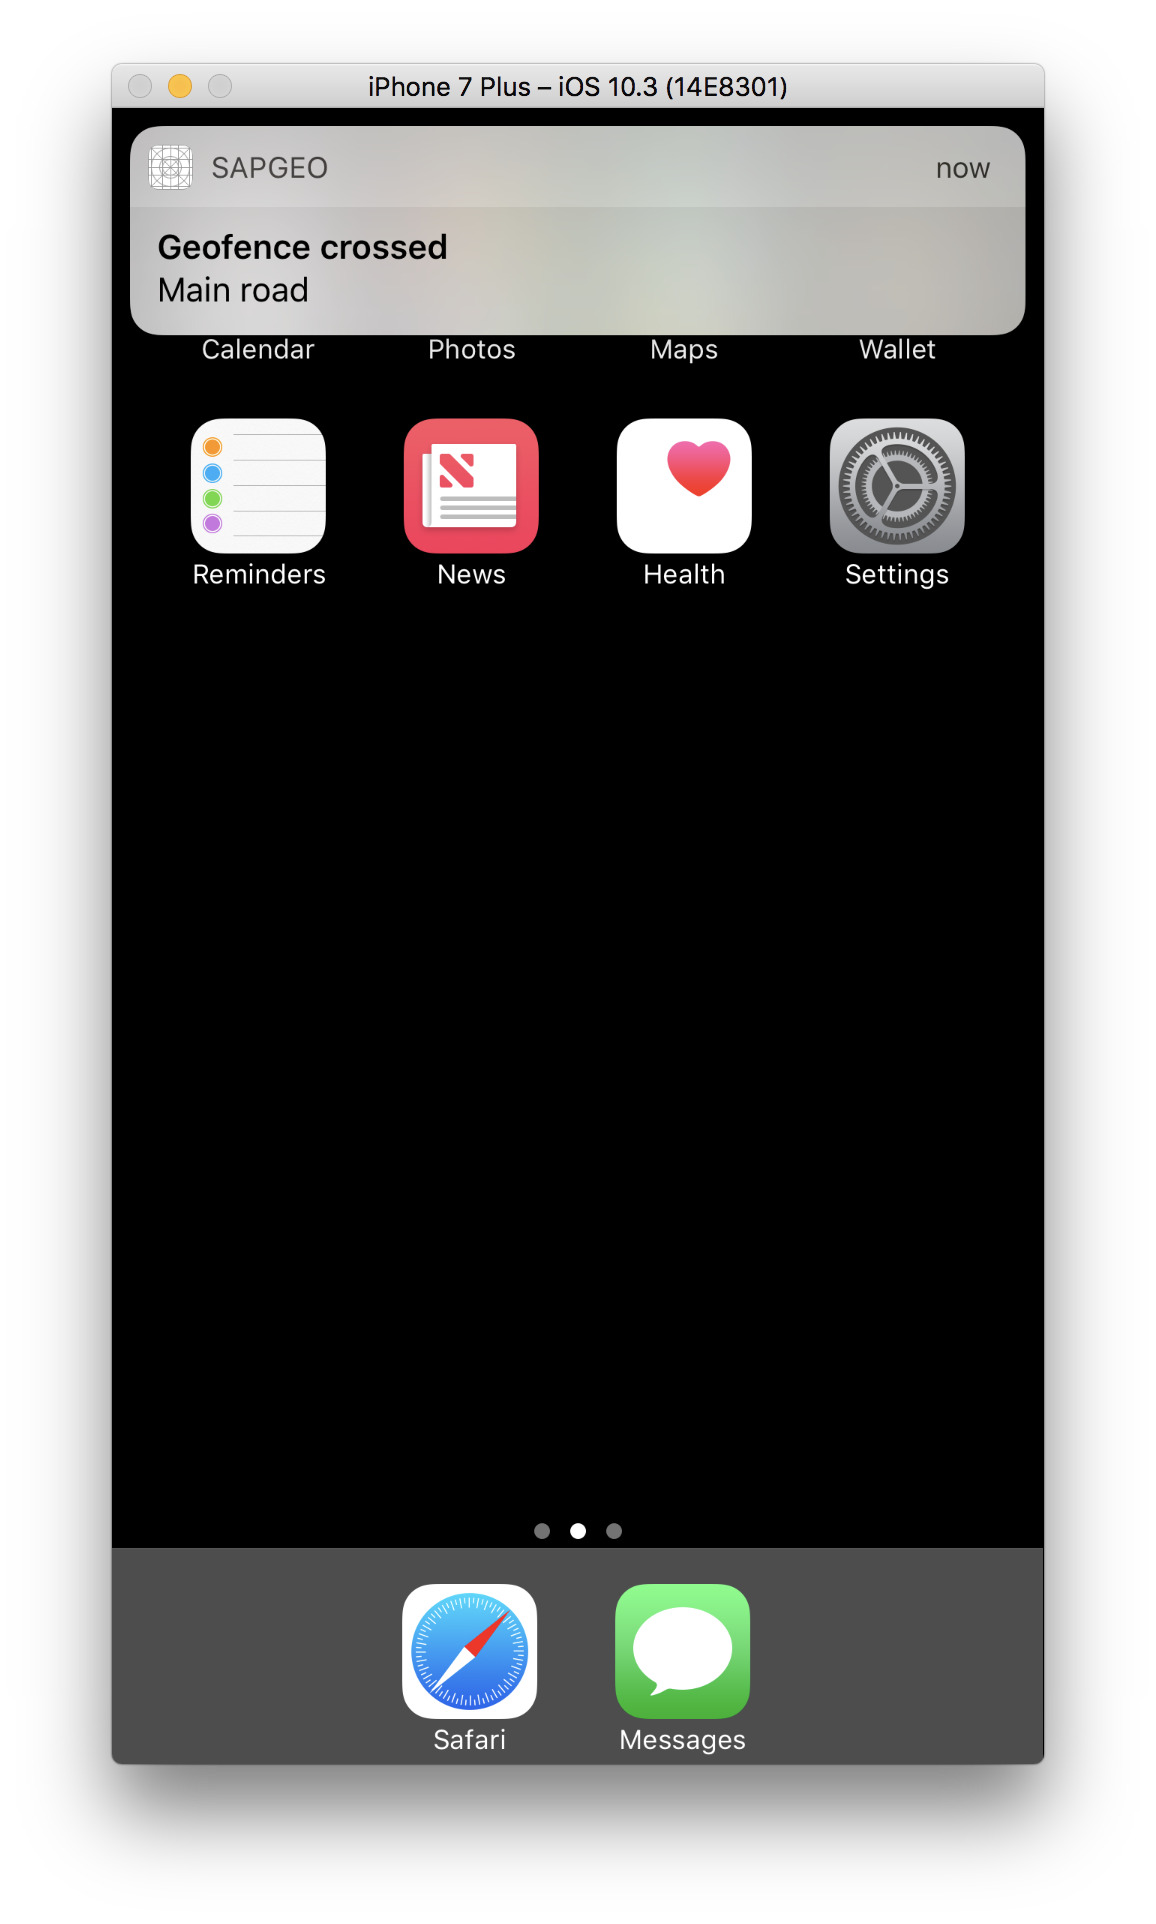 iPhone 7 Plus – iOS 10.3 (14E8301)
SAPGEO now
Geofence crossed
Main road
Calendar Photos Maps Wallet
Reminders News Health Settings
Safari Messages